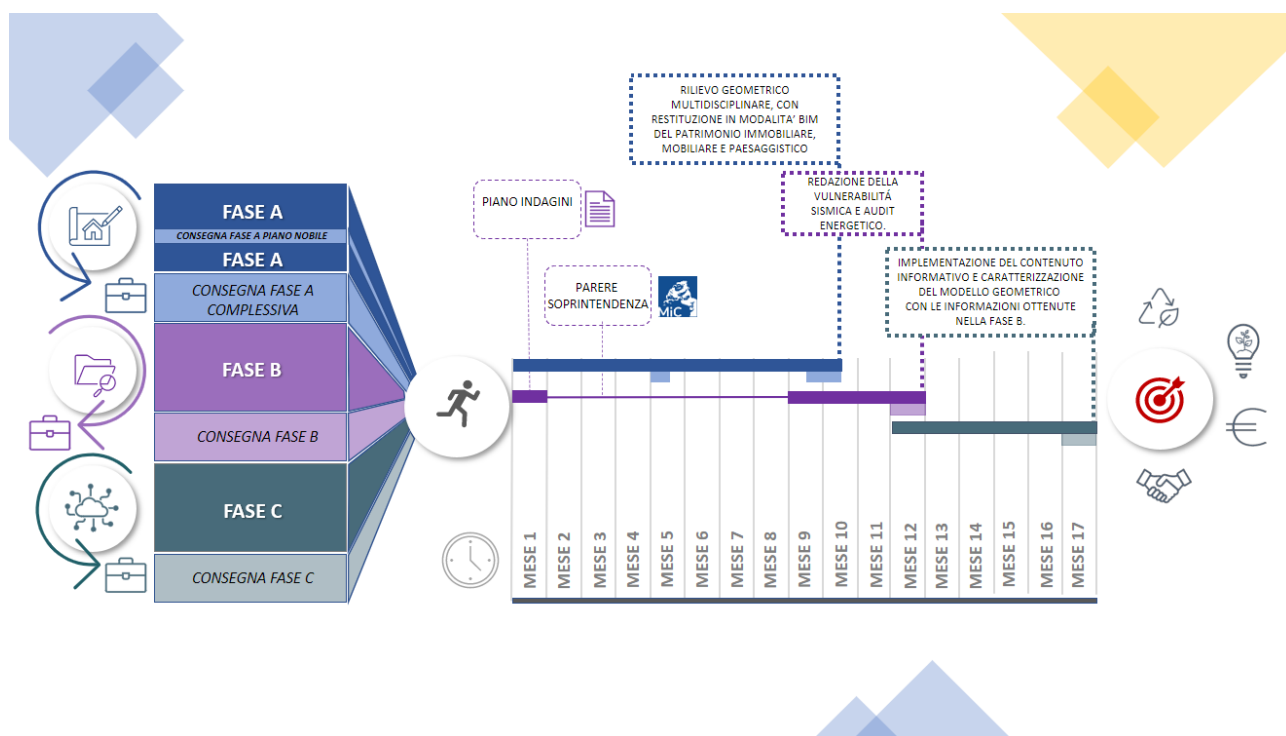 FASE A
CONSEGNA FASE A PIANO NOBILE
FASE A
CONSEGNA FASE A
COMPLESSIVA
FASE B
CONSEGNA FASE B
FASE C
CONSEGNA FASE C
RILIEVO GEOMETRICO
MULTIDISCIPLINARE, CON
RESTITUZIONE IN MODALITA' BIM
DEL PATRIMONIO IMMOBILIARE,
MOBILIARE E PAESAGGISTICO
PIANO INDAGINI
REDAZIONE DELLA
VULNERABILITÁ
SISMICA E AUDIT
ENERGETICO.
PARERE
SOPRINTENDENZA
MiC
IMPLEMENTAZIONE DEL CONTENUTO
INFORMATIVO E CARATTERIZZAZIONE
DEL MODELLO GEOMETRICO
CON LE INFORMAZIONI OTTENUTE
NELLA FASE B.
MESE 1
MESE 2
MESE 3
MESE 4
MESE 5
MESE 6
MESE 7
MESE 8
MESE 9
MESE 10
MESE 11
MESE 12
MESE 13
MESE 14
MESE 15
MESE 16
MESE 17